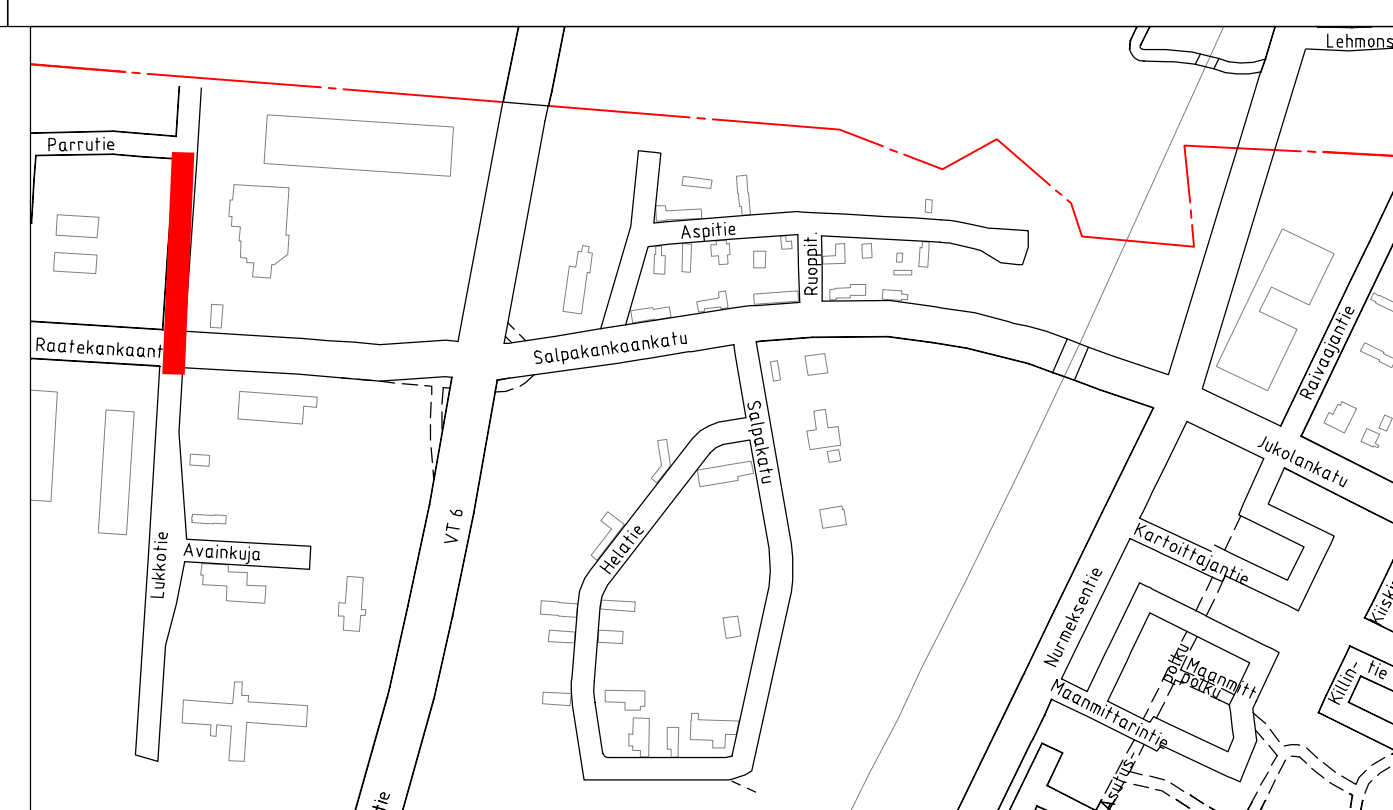 Lehmons
Parrutie
Aspitie
Ruoppit.
Raatekankaant
Salpakankaankatu
Raivaajantie
Salpakatu
Jukolankatu
VT 6
Helatie
Lukkotie
Avainkuja
Kartoittajantie
Nurmeksentie
Kiiski
polku
Maanmitt
polku
Killin-
tie
Maanmittarintie
Asutus
tie